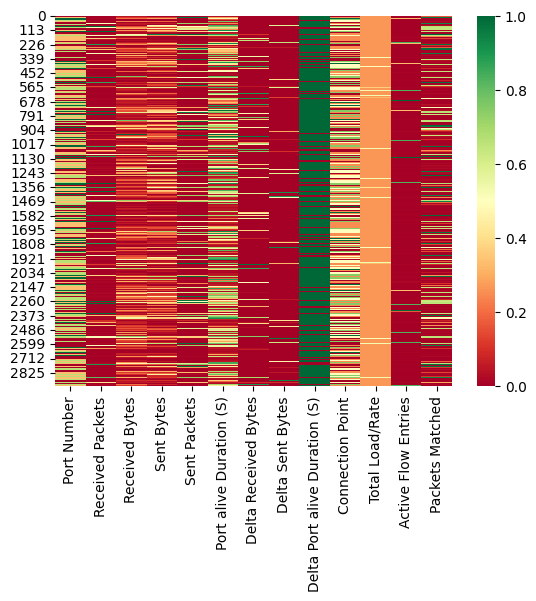 0
113
226
339
452
565
678
791
904
1017
1130
1243
1356
1469
1582
1695
1808
1921
2034
2147
2260
2373
2486
2599
2712
2825
Port Number
Received Packets
Received Bytes
Sent Bytes
Sent Packets
Port alive Duration (S)
Delta Received Bytes
Delta Sent Bytes
Delta Port alive Duration (S)
Connection Point
Total Load/Rate
Active Flow Entries
Packets Matched
1.0
0.8
0.6
0.4
0.2
0.0